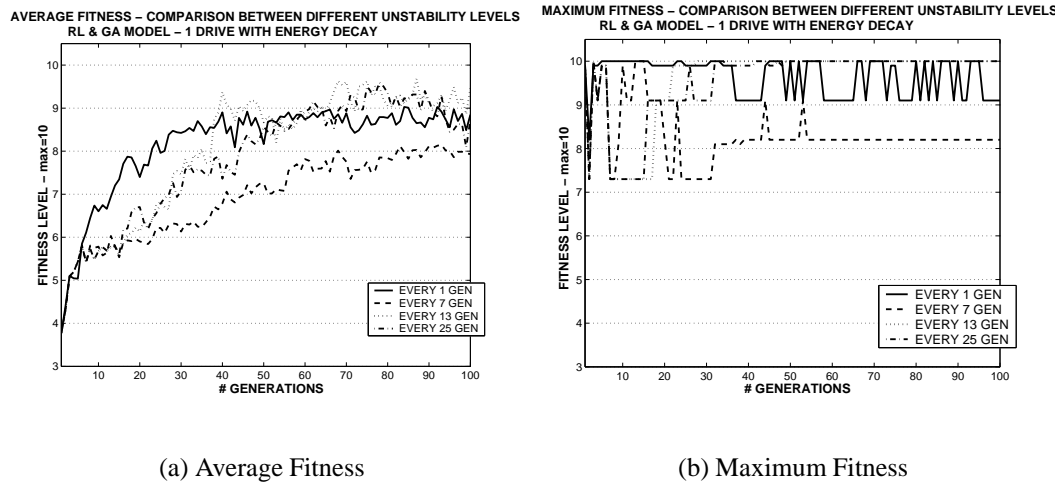 AVERAGE FITNESS – COMPARISON BETWEEN DIFFERENT UNSTABILITY LEVELS
RL & GA MODEL – 1 DRIVE WITH ENERGY DECAY
FITNESS LEVEL – max=10
10
9
8
7
6
5
4
3
10 20 30 40 50 60 70 80 90 100
# GENERATIONS
EVERY 1 GEN
EVERY 7 GEN
EVERY 13 GEN
EVERY 25 GEN
(a) Average Fitness
MAXIMUM FITNESS – COMPARISON BETWEEN DIFFERENT UNSTABILITY LEVELS
RL & GA MODEL – 1 DRIVE WITH ENERGY DECAY
FITNESS LEVEL – max=10
10
9
8
7
6
5
4
3
10 20 30 40 50 60 70 80 90 100
# GENERATIONS
EVERY 1 GEN
EVERY 7 GEN
EVERY 13 GEN
EVERY 25 GEN
(b) Maximum Fitness